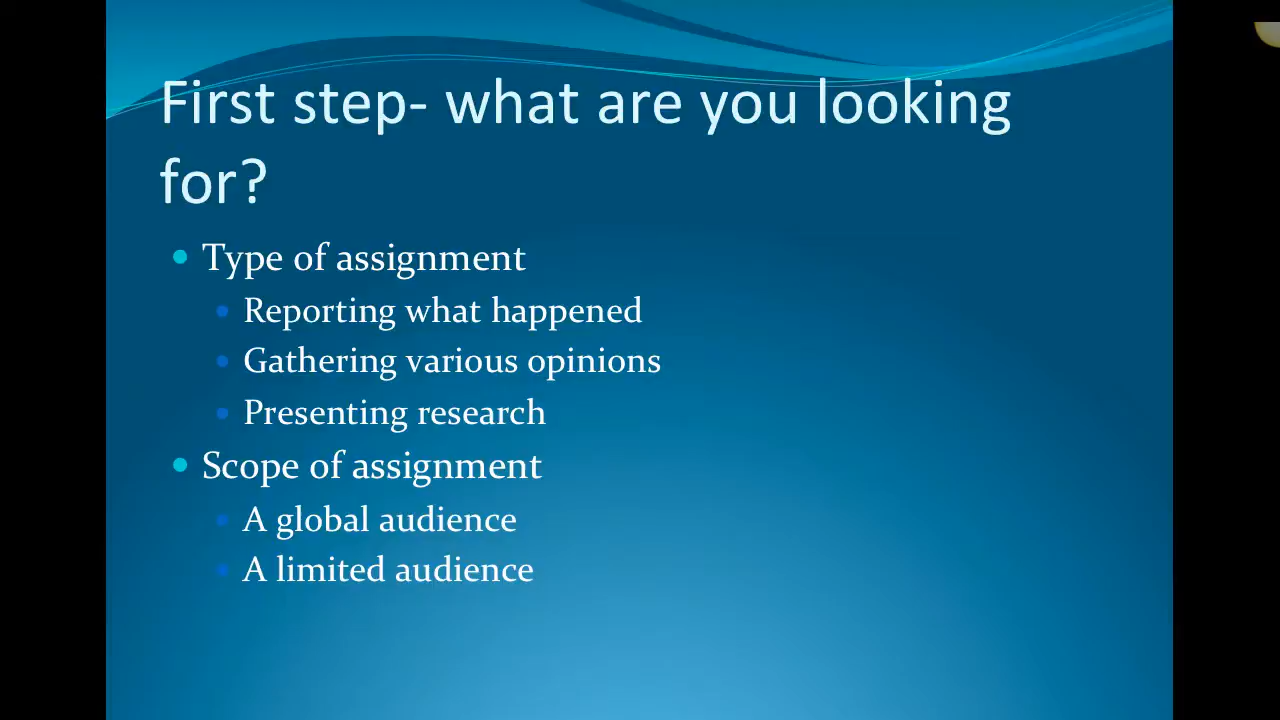 First step- what are you looking
for?
Type of assignment
Reporting what happened
Gathering various opinions
Presenting research
Scope of assignment
A global audience
A limited audience